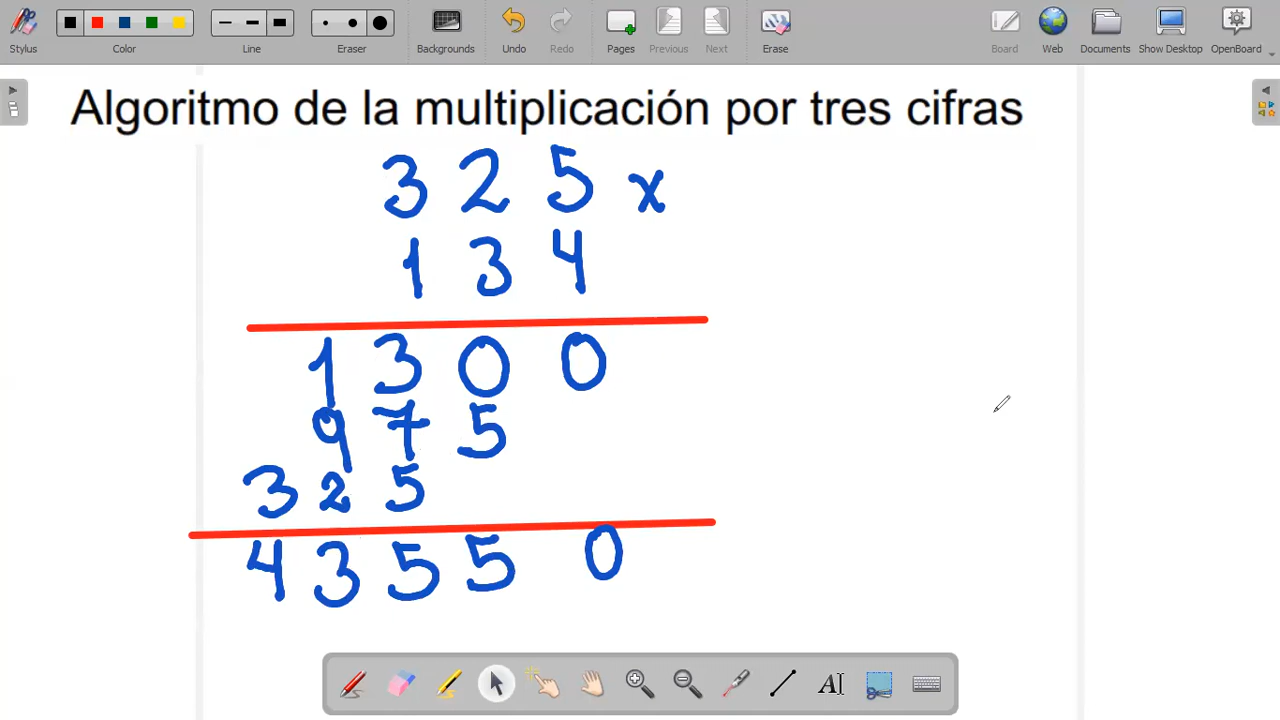 Stylus Color Line Eraser Backgrounds Undo Redo Pages Previous Next Erase Board Web Documents Show Desktop OpenBoard
Algoritmo de la multiplicación por tres cifras
3 2 5 x
1 3 4
1 3 0 0
9 7 5
3 2 5
4 3 5 5 0
A